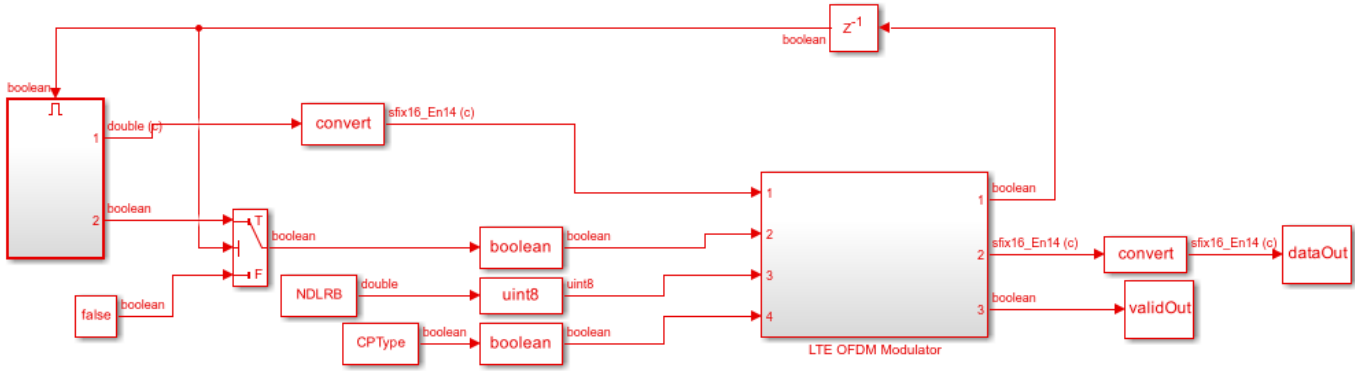 z-1
boolean
boolean
1
double (c)
convert
sfix16_En14 (c)
2
boolean
T
F
boolean
false
boolean
NDLRB
double
CPType
boolean
boolean
boolean
uint8
uint8
boolean
boolean
1
2
3
4
1
boolean
2
sfix16_En14 (c)
3
boolean
LTE OFDM Modulator
convert
sfix16_En14 (c)
dataOut
validOut